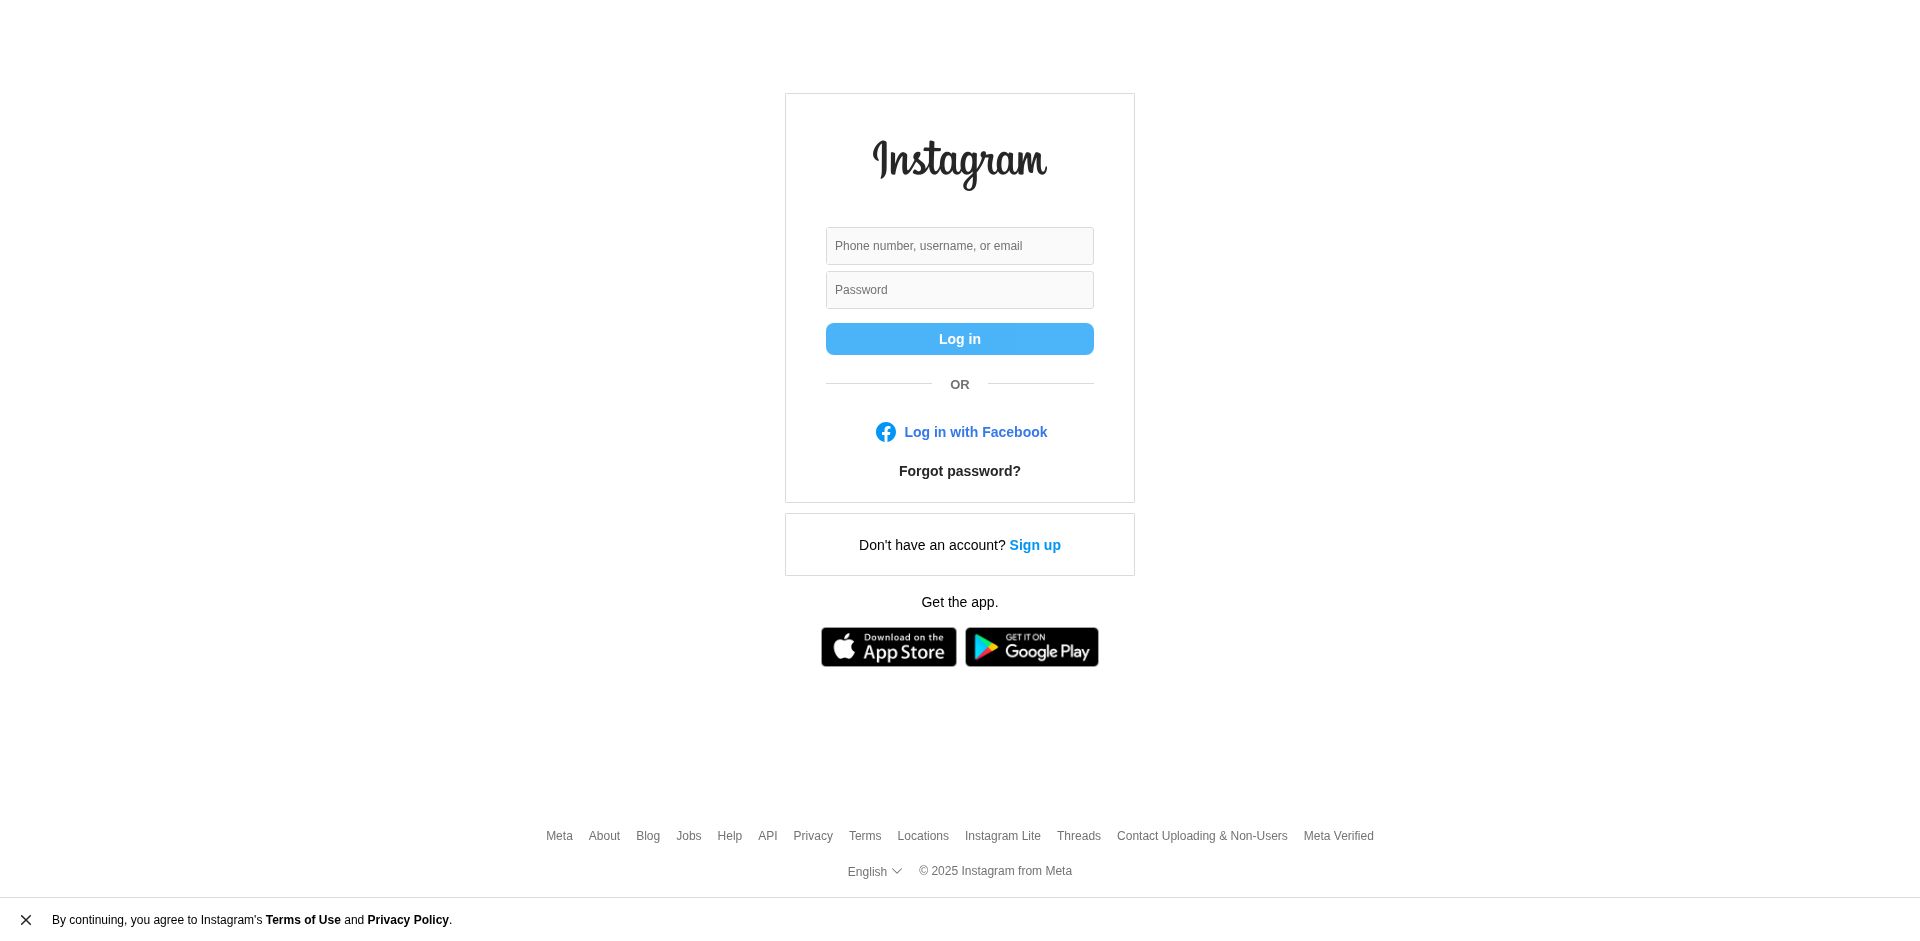 Instagram
Phone number, username, or email
Password
Log in
OR
Log in with Facebook
Forgot password?
Don't have an account? Sign up
Get the app.
Download on the
App Store
GET IT ON
Google Play
Meta About Blog Jobs Help API Privacy Terms Locations Instagram Lite Threads Contact Uploading & Non-Users Meta Verified
English © 2025 Instagram from Meta
By continuing, you agree to Instagram's Terms of Use and Privacy Policy.